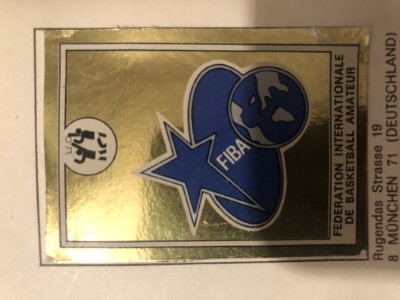 FIBA
FEDERATION INTERNATIONALE
DE BASKETBALL AMATEUR
Rugendas Strasse 19
8 MÜNCHEN 71 (DEUTSCHLAND)